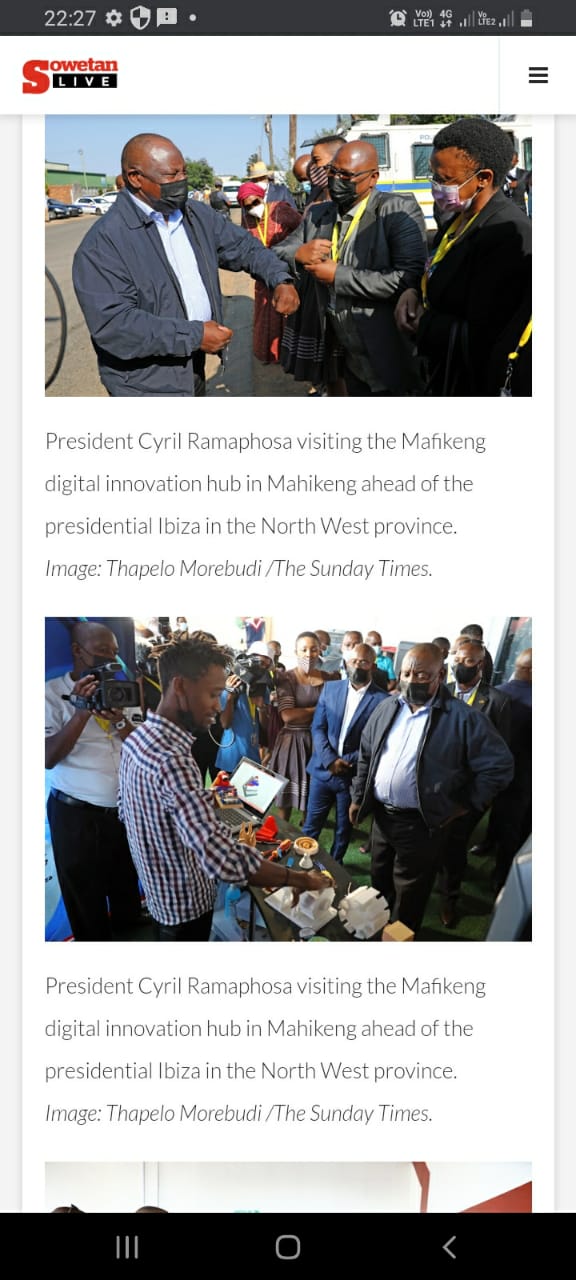 22:27
Vo)) 4G
LTE1
Vo
LTE2
Sowetan
LIVE
POL
President Cyril Ramaphosa visiting the Mafikeng
digital innovation hub in Mahikeng ahead of the
presidential Ibiza in the North West province.
Image: Thapelo Morebudi /The Sunday Times.
President Cyril Ramaphosa visiting the Mafikeng
digital innovation hub in Mahikeng ahead of the
presidential Ibiza in the North West province.
Image: Thapelo Morebudi /The Sunday Times.